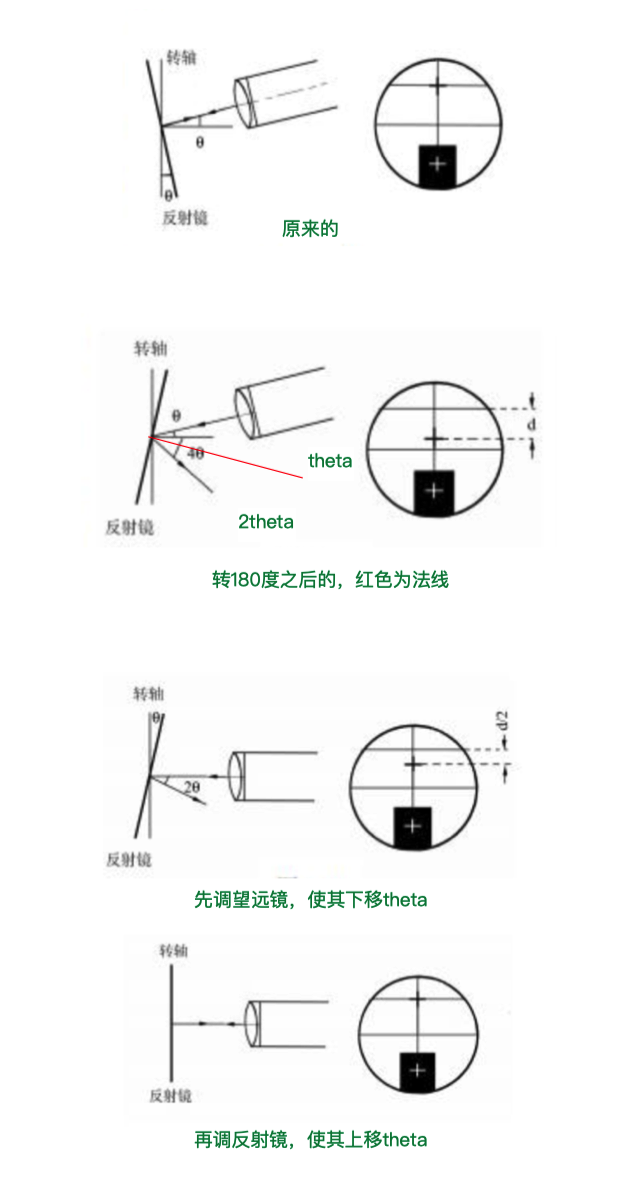 转轴
θ
θ
反射镜
原来的
转轴
θ
4θ
d
theta
反射镜
2theta
转180度之后的，红色为法线
转轴
θ
d/2
2θ
反射镜
先调望远镜，使其下移theta
转轴
反射镜
再调反射镜，使其上移theta